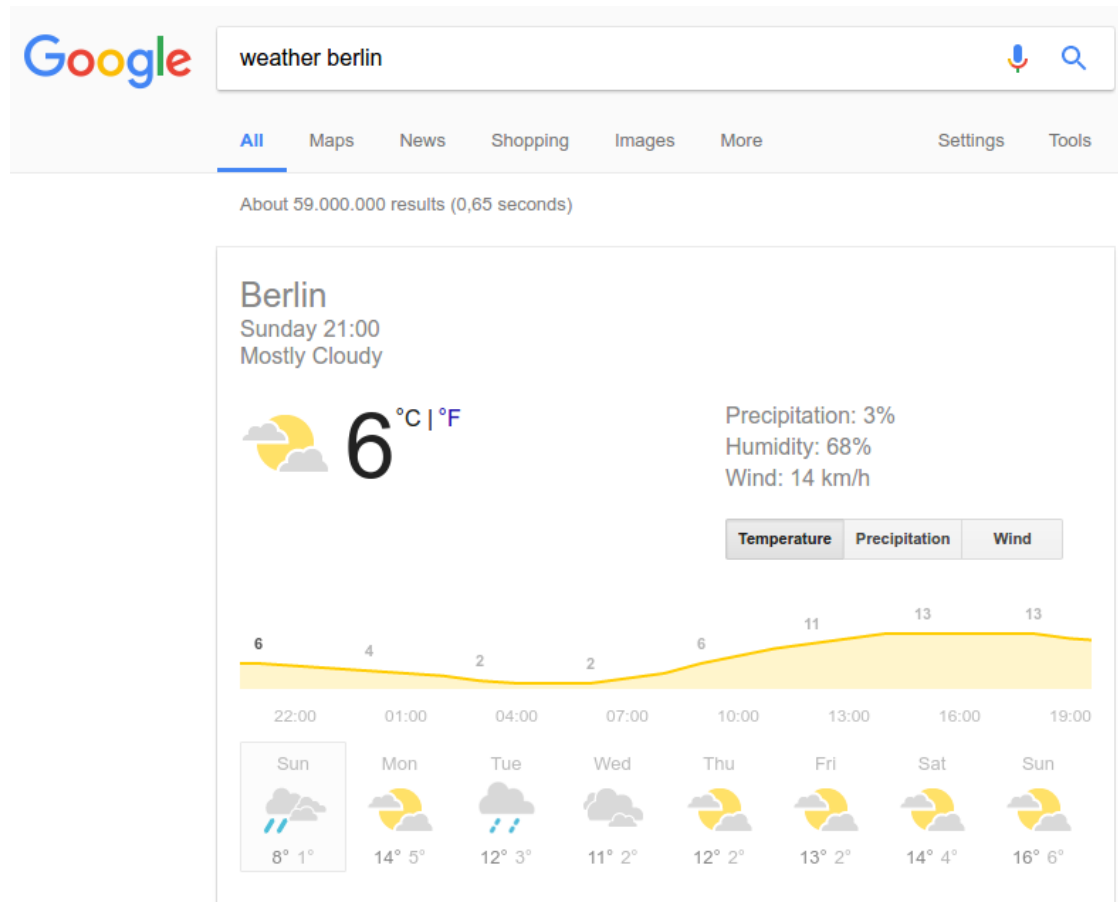 Google weather berlin
All Maps News Shopping Images More Settings Tools
About 59.000.000 results (0,65 seconds)
Berlin
Sunday 21:00
Mostly Cloudy
6 °C | °F
Precipitation: 3%
Humidity: 68%
Wind: 14 km/h
Temperature Precipitation Wind
6 4 2 2 6 11 13 13
22:00 01:00 04:00 07:00 10:00 13:00 16:00 19:00
Sun Mon Tue Wed Thu Fri Sat Sun
8° 1° 14° 5° 12° 3° 11° 2° 12° 2° 13° 2° 14° 4° 16° 6°